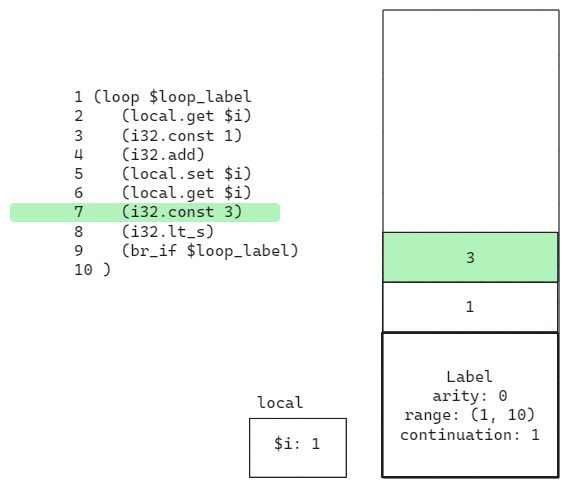 1 (loop $loop_label
2    (local.get $i)
3    (i32.const 1)
4    (i32.add)
5    (local.set $i)
6    (local.get $i)
7    (i32.const 3)
8    (i32.lt_s)
9    (br_if $loop_label)
10 )
3
1
Label
arity: 0
range: (1, 10)
continuation: 1
local
$i: 1